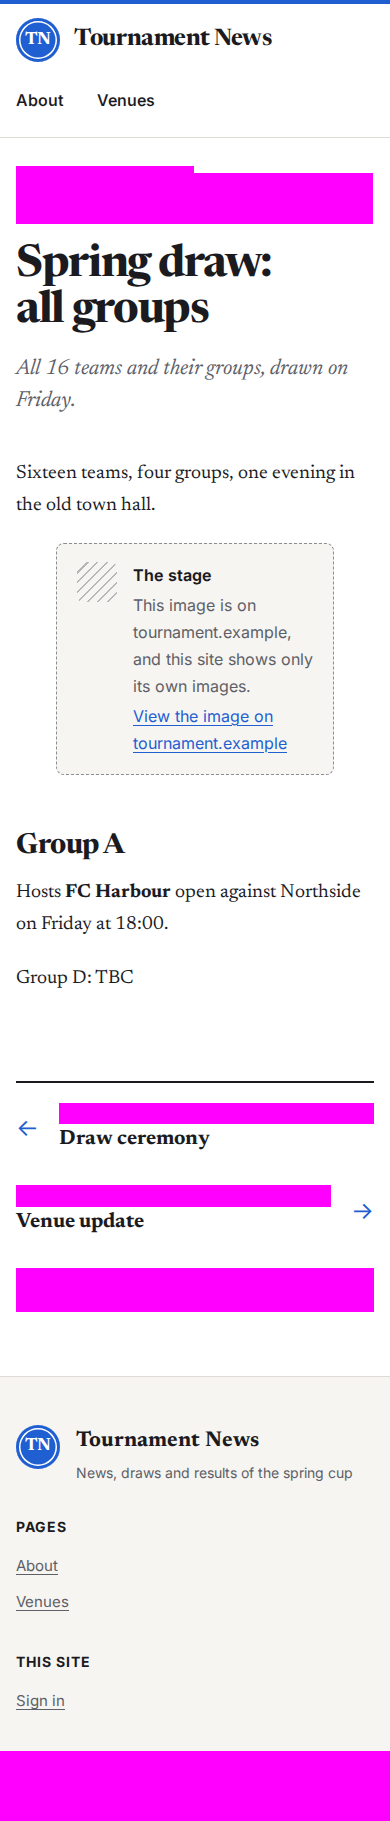 TN
Tournament News
About Venues
Spring draw:
all groups
All 16 teams and their groups, drawn on
Friday.
Sixteen teams, four groups, one evening in
the old town hall.
The stage
This image is on
tournament.example,
and this site shows only
its own images.
View the image on
tournament.example
Group A
Hosts FC Harbour open against Northside
on Friday at 18:00.
Group D: TBC
← Draw ceremony
Venue update →
TN
Tournament News
News, draws and results of the spring cup
PAGES
About
Venues
THIS SITE
Sign in